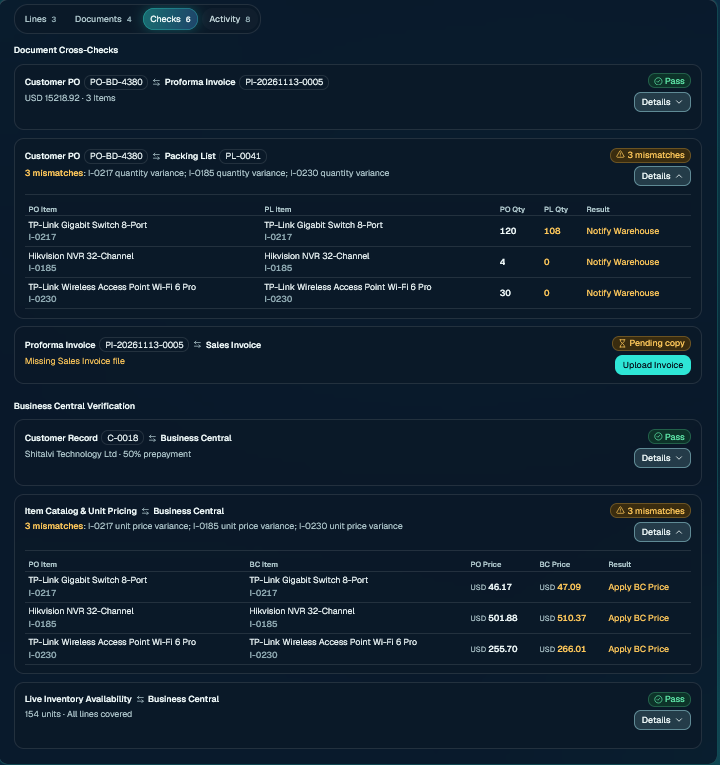 Lines 3 Documents 4 Checks 6 Activity 8
Document Cross-Checks
Customer PO PO-BD-4380 ⇆ Proforma Invoice PI-20261113-0005 Pass
USD 15218.92 · 3 Items Details
Customer PO PO-BD-4380 ⇆ Packing List PL-0041 3 mismatches
3 mismatches: I-0217 quantity variance; I-0185 quantity variance; I-0230 quantity variance Details
PO Item PL Item PO Qty PL Qty Result
TP-Link Gigabit Switch 8-Port TP-Link Gigabit Switch 8-Port 120 108 Notify Warehouse
I-0217 I-0217
Hikvision NVR 32-Channel Hikvision NVR 32-Channel 4 0 Notify Warehouse
I-0185 I-0185
TP-Link Wireless Access Point Wi-Fi 6 Pro TP-Link Wireless Access Point Wi-Fi 6 Pro 30 0 Notify Warehouse
I-0230 I-0230
Proforma Invoice PI-20261113-0005 ⇆ Sales Invoice Pending copy
Missing Sales Invoice file Upload Invoice
Business Central Verification
Customer Record C-0018 ⇆ Business Central Pass
Shitalvi Technology Ltd · 50% prepayment Details
Item Catalog & Unit Pricing ⇆ Business Central 3 mismatches
3 mismatches: I-0217 unit price variance; I-0185 unit price variance; I-0230 unit price variance Details
PO Item BC Item PO Price BC Price Result
TP-Link Gigabit Switch 8-Port TP-Link Gigabit Switch 8-Port USD 46.17 USD 47.09 Apply BC Price
I-0217 I-0217
Hikvision NVR 32-Channel Hikvision NVR 32-Channel USD 501.88 USD 510.37 Apply BC Price
I-0185 I-0185
TP-Link Wireless Access Point Wi-Fi 6 Pro TP-Link Wireless Access Point Wi-Fi 6 Pro USD 255.70 USD 266.01 Apply BC Price
I-0230 I-0230
Live Inventory Availability ⇆ Business Central Pass
154 units · All lines covered Details